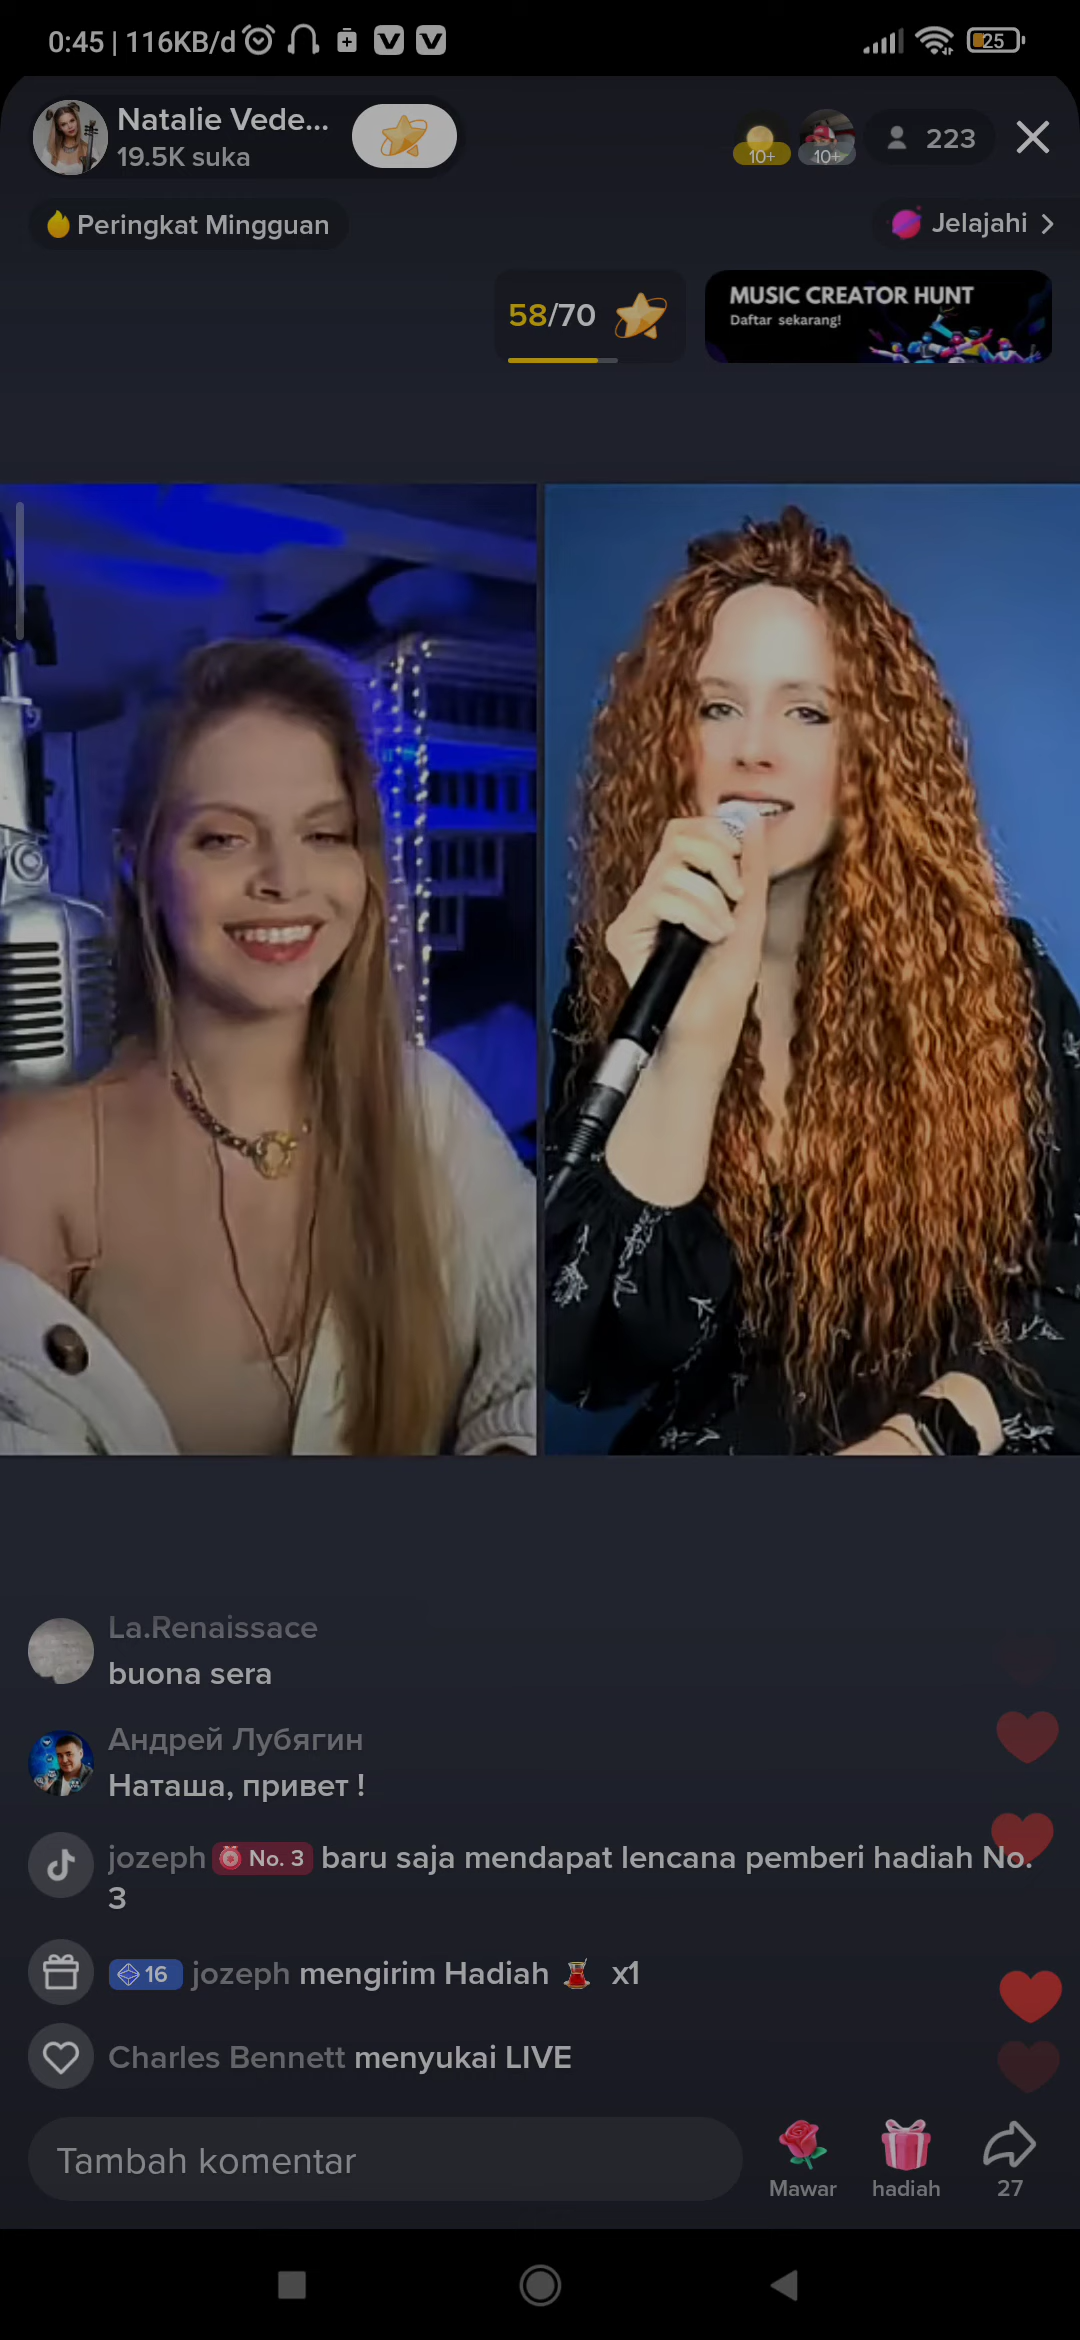 0:45 | 116KB/d
25
Natalie Vede...
19.5K suka
10+
10+
223
Peringkat Mingguan
Jelajahi
58/70
MUSIC CREATOR HUNT
Daftar sekarang!
La.Renaissace
buona sera
Андрей Лубягин
Наташа, привет !
jozeph No. 3 baru saja mendapat lencana pemberi hadiah No.
3
16 jozeph mengirim Hadiah x1
Charles Bennett menyukai LIVE
Tambah komentar
Mawar
hadiah
27